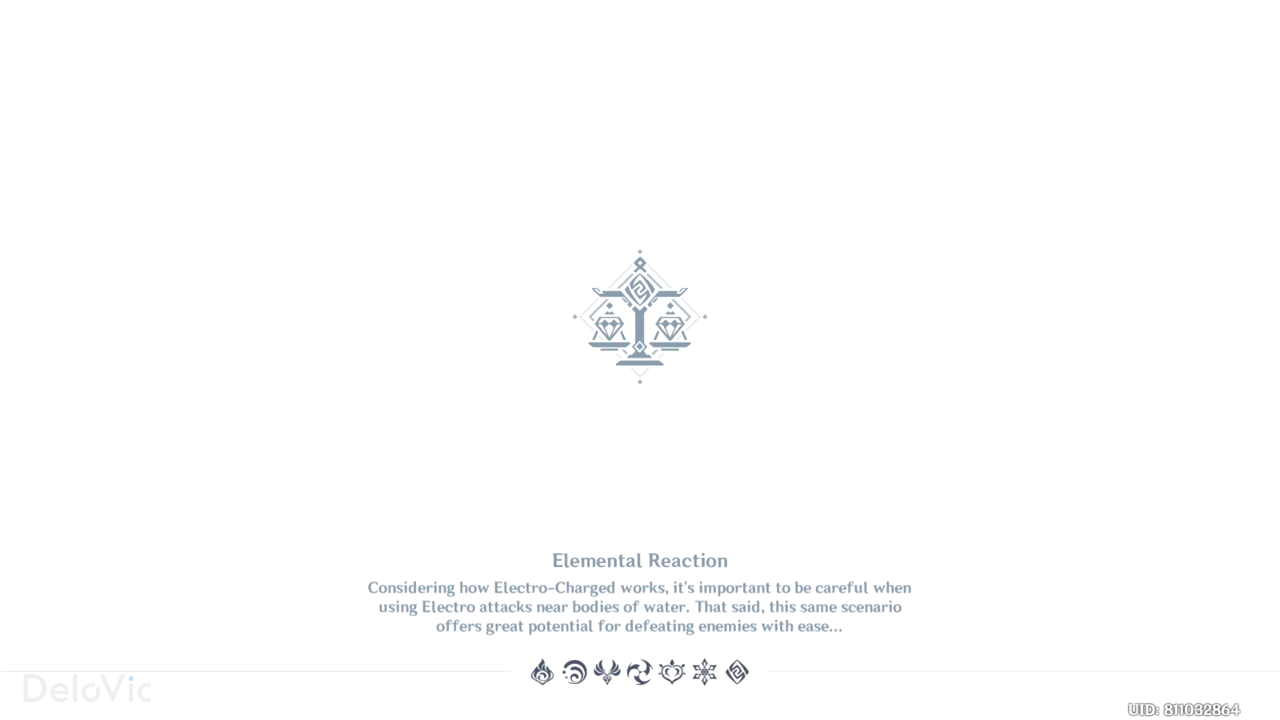 Elemental Reaction
Considering how Electro-Charged works, it's important to be careful when
using Electro attacks near bodies of water. That said, this same scenario
offers great potential for defeating enemies with ease...
DeloVic
UID: 811032864